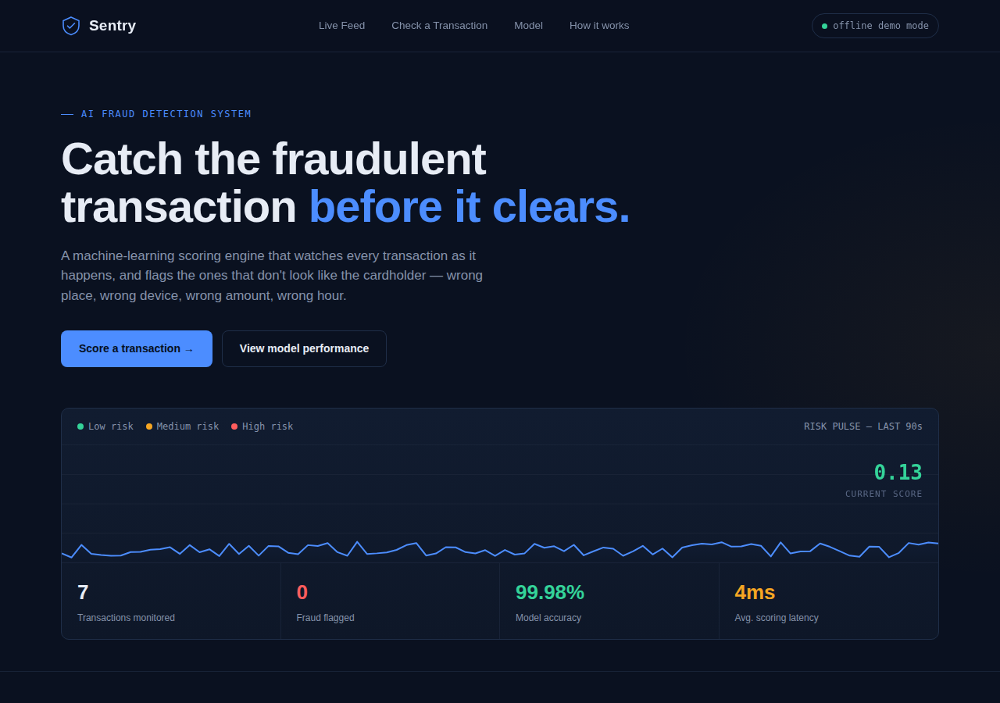 Sentry
Live Feed
Check a Transaction
Model
How it works
offline demo mode
AI FRAUD DETECTION SYSTEM
Catch the fraudulent
transaction before it clears.
A machine-learning scoring engine that watches every transaction as it
happens, and flags the ones that don't look like the cardholder — wrong
place, wrong device, wrong amount, wrong hour.
Score a transaction →
View model performance
Low risk
Medium risk
High risk
RISK PULSE — LAST 90s
0.13
CURRENT SCORE
7
Transactions monitored
0
Fraud flagged
99.98%
Model accuracy
4ms
Avg. scoring latency